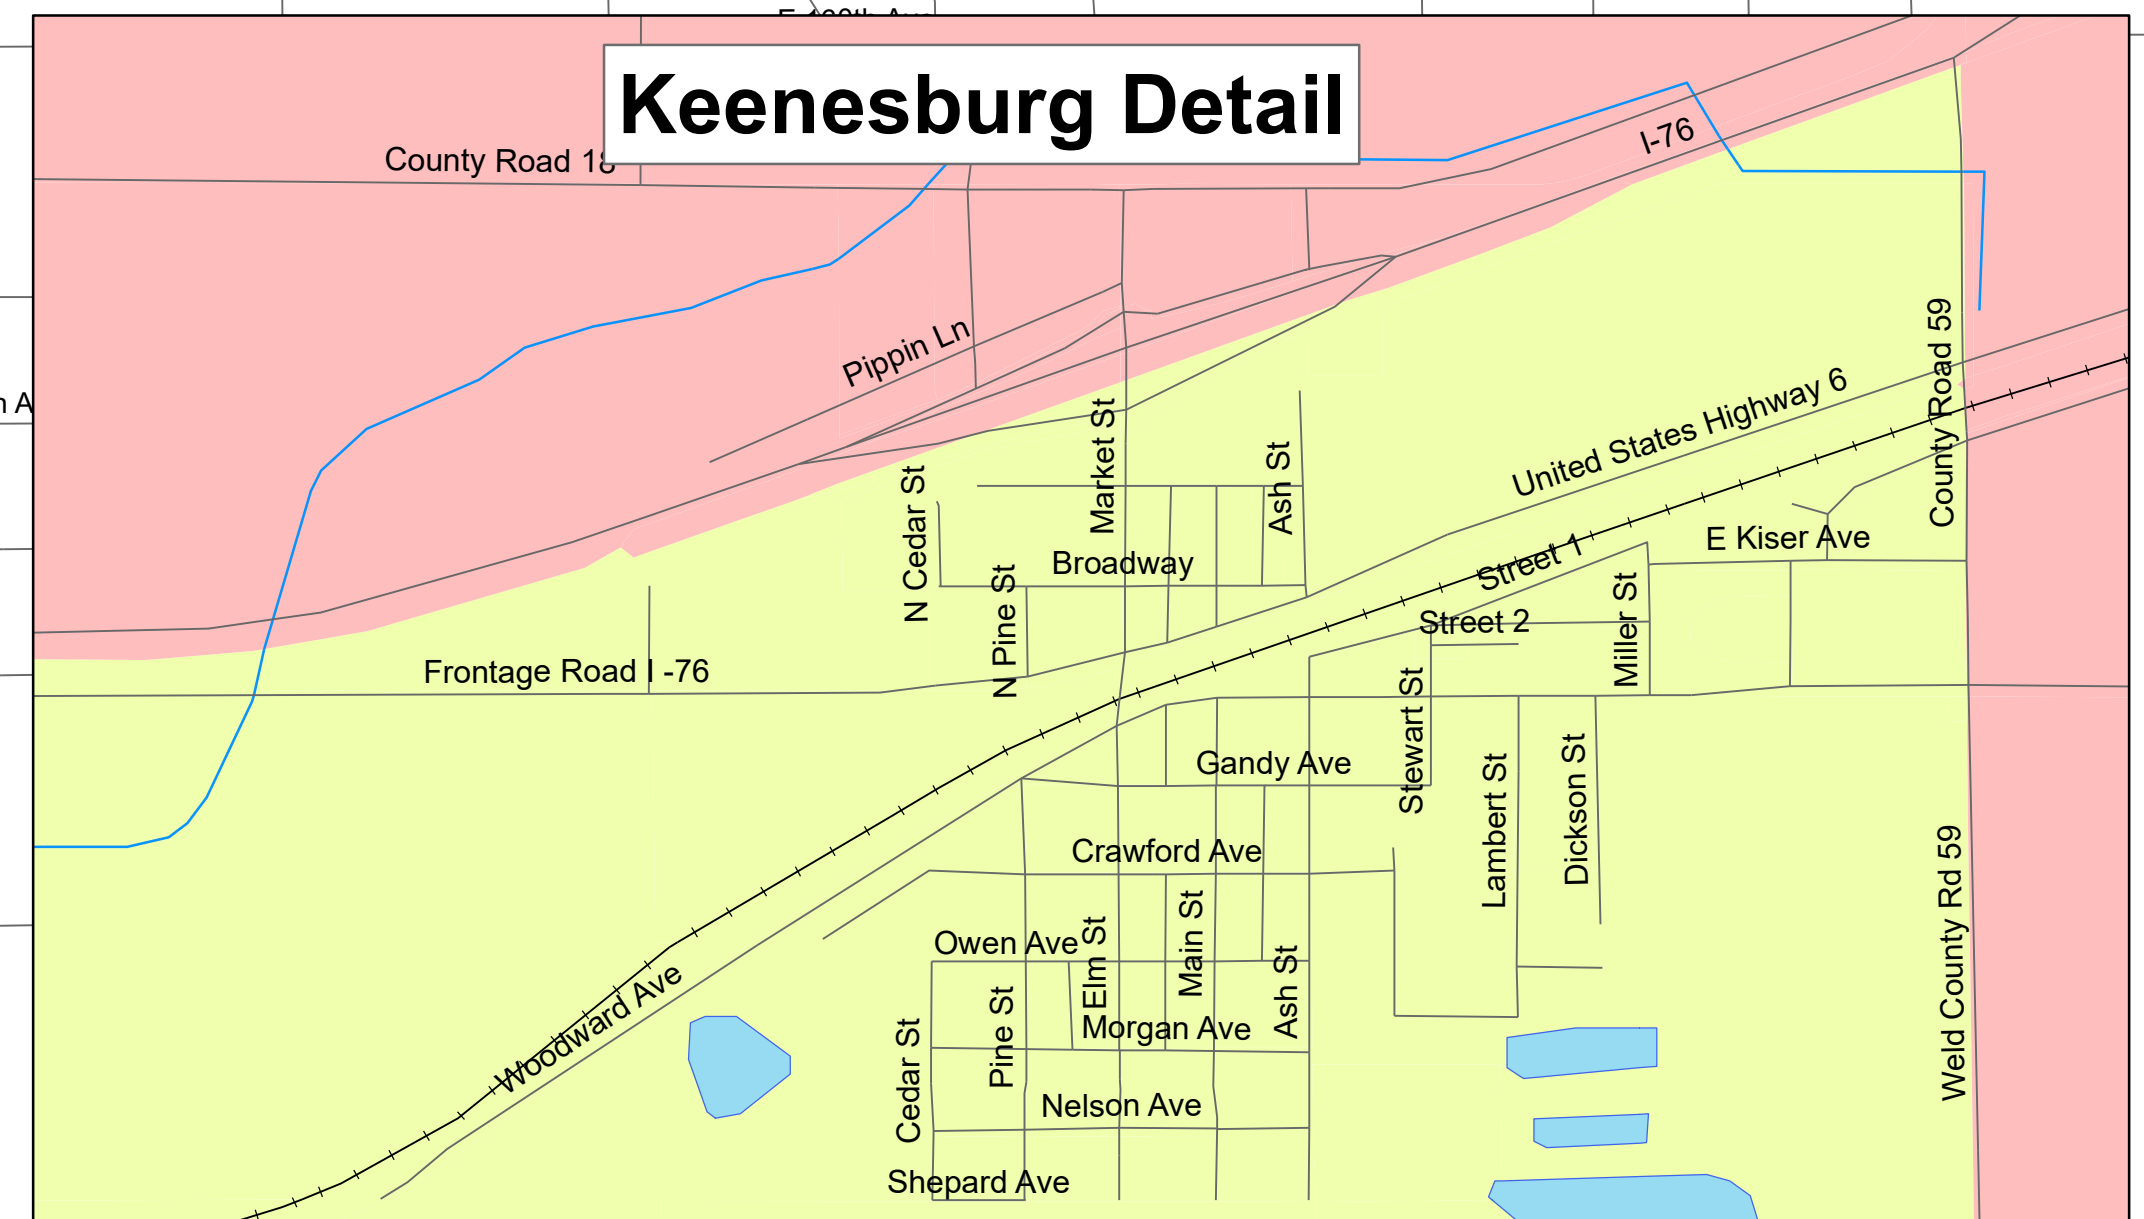 E 100th Ave
Keenesburg Detail
County Road 18
I-76
Pippin Ln
County Road 59
United States Highway 6
Market St
Ash St
N Cedar St
Broadway
Street 1
E Kiser Ave
N Pine St
Street 2
Miller St
Frontage Road I -76
Stewart St
Gandy Ave
Lambert St
Dickson St
Crawford Ave
Weld County Rd 59
Owen Ave
Elm St
Main St
Ash St
Woodward Ave
Pine St
Morgan Ave
Cedar St
Nelson Ave
Shepard Ave